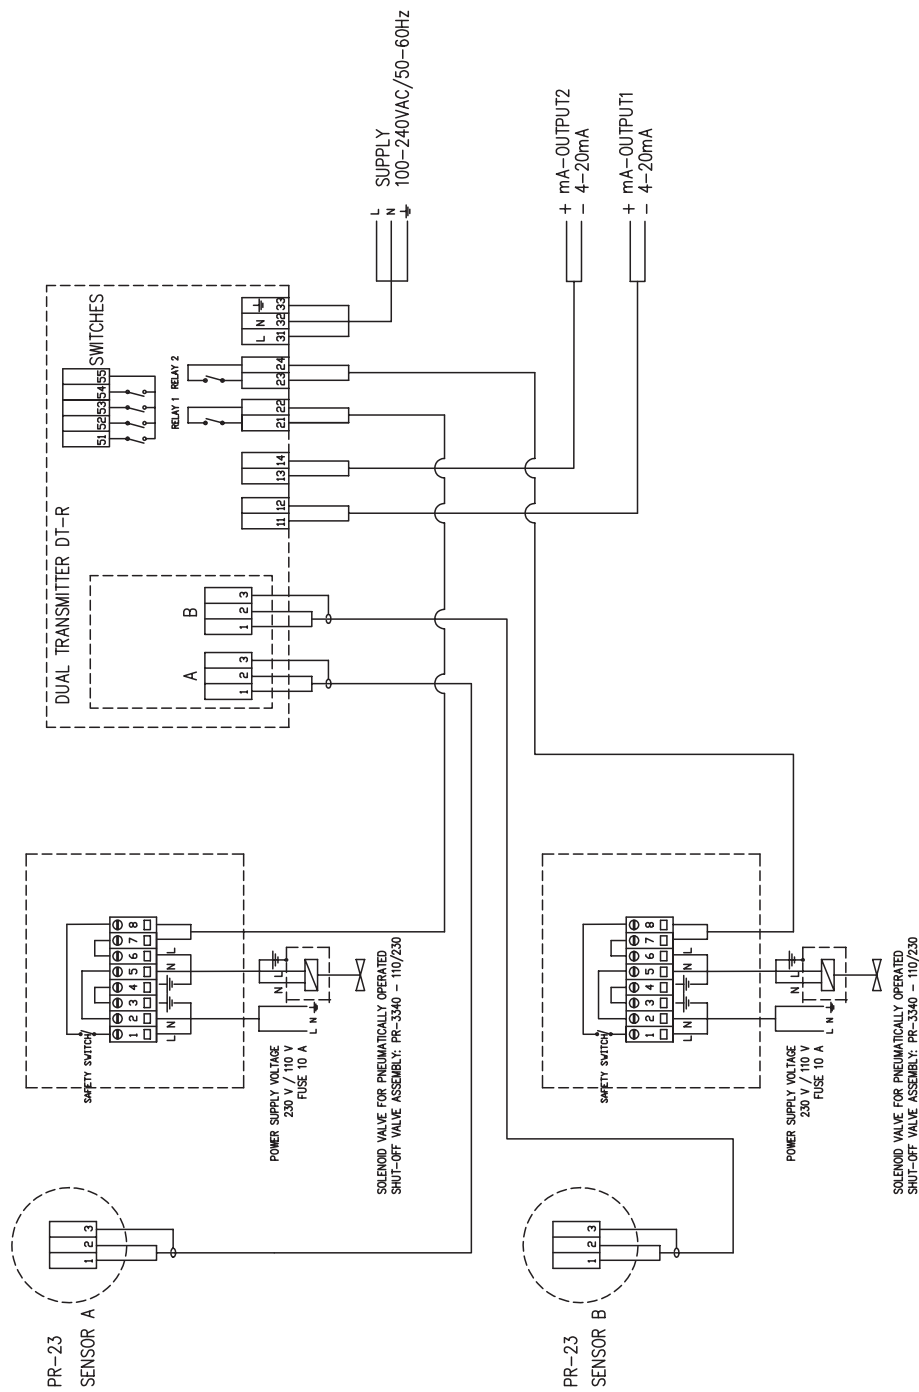 PR-23
SENSOR A
1 2 3
SAFETY SWITCH
1 2 3 4 5 6 7 8
L N N L
POWER SUPPLY VOLTAGE
230 V / 110 V
FUSE 10 A
L N
N L
SOLENOID VALVE FOR PNEUMATICALLY OPERATED
SHUT-OFF VALVE ASSEMBLY: PR-3340 - 110/230
DUAL TRANSMITTER DT-R
A
1 2 3
B
1 2 3
11 12
13 14
RELAY 1
21 22
RELAY 2
23 24
L N
31 32 33
51 52 53 54 55
SWITCHES
L
N
SUPPLY
100-240VAC/50-60Hz
+ mA-OUTPUT2
- 4-20mA
+ mA-OUTPUT1
- 4-20mA
PR-23
SENSOR B
1 2 3
SAFETY SWITCH
1 2 3 4 5 6 7 8
L N N L
POWER SUPPLY VOLTAGE
230 V / 110 V
FUSE 10 A
L N
N L
SOLENOID VALVE FOR PNEUMATICALLY OPERATED
SHUT-OFF VALVE ASSEMBLY: PR-3340 - 110/230